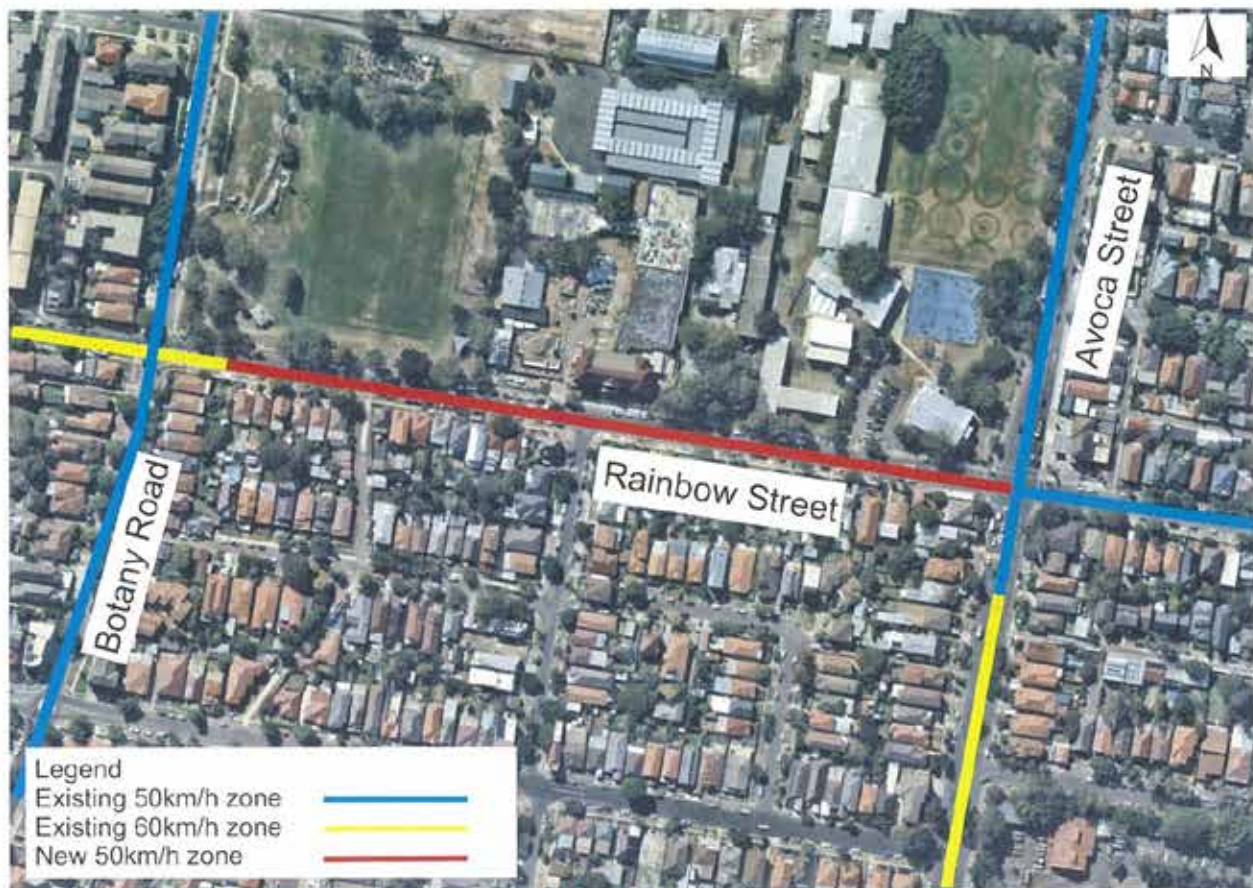 N
Avoca Street
Rainbow Street
Botany Road
Legend
Existing 50km/h zone
Existing 60km/h zone
New 50km/h zone